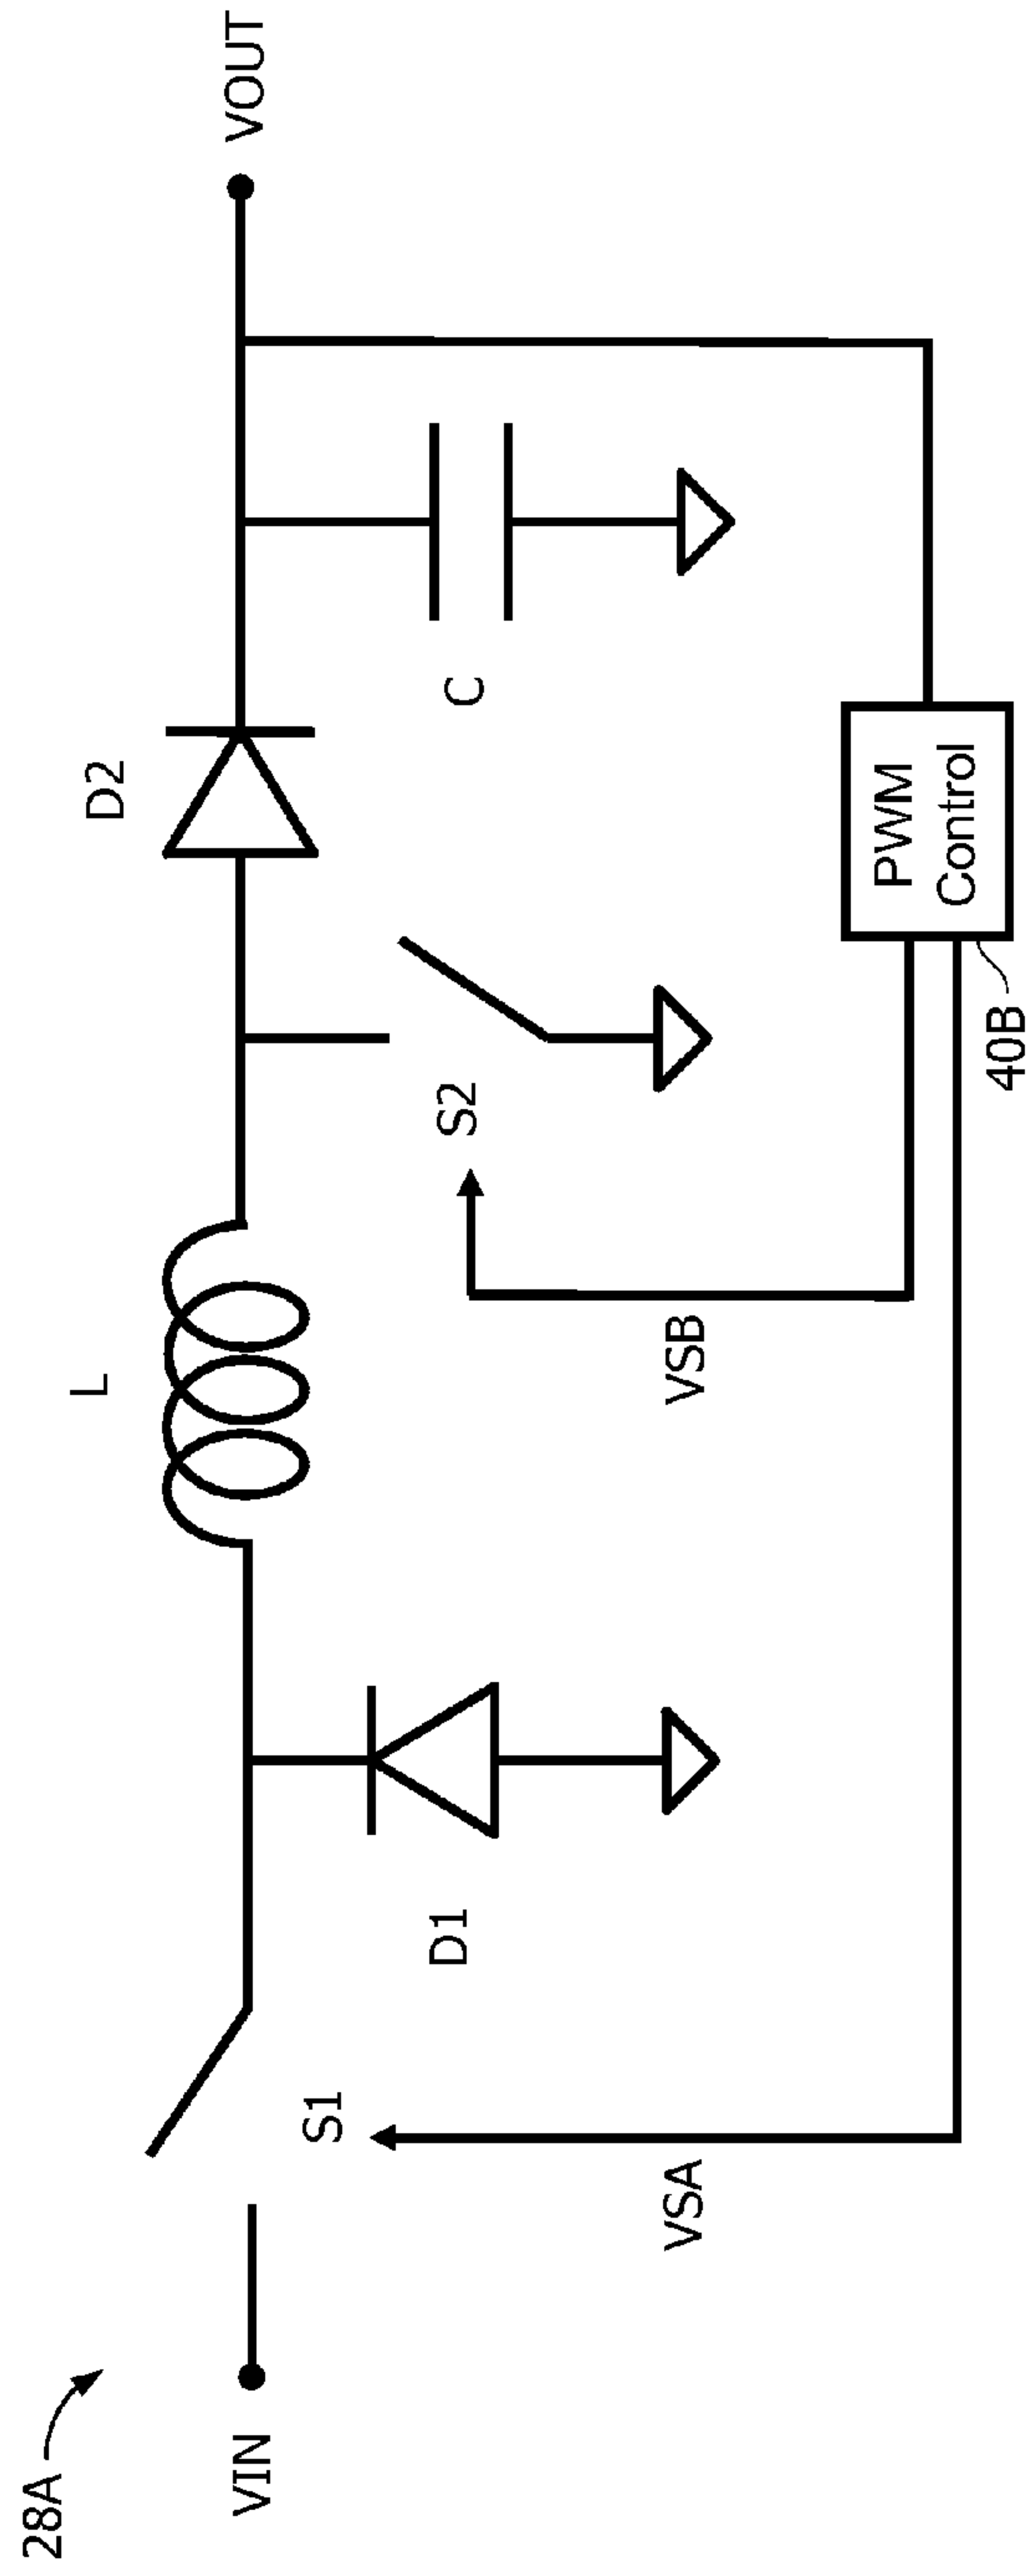 28A
VIN
S1
VSA
D1
L
VSB
S2
D2
C
PWM
Control
40B
VOUT